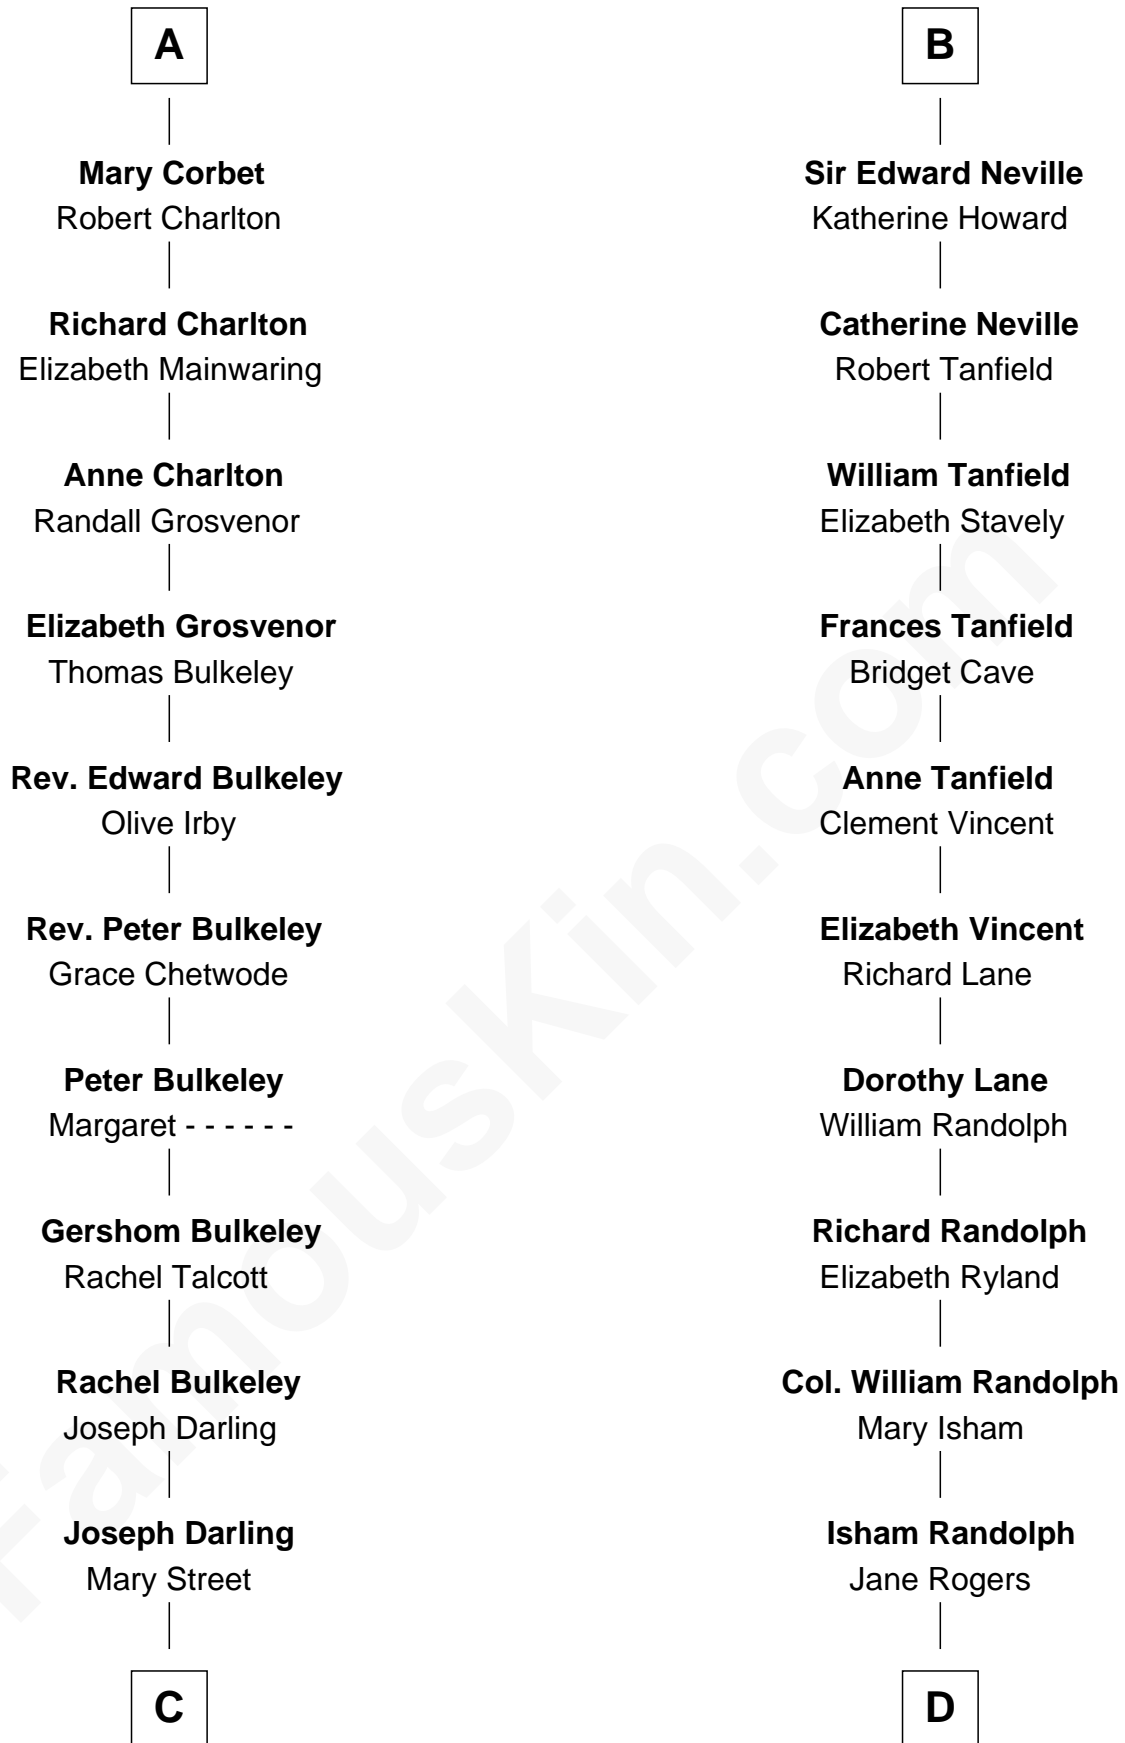 A
Mary Corbet
Robert Charlton
Richard Charlton
Elizabeth Mainwaring
Anne Charlton
Randall Grosvenor
Elizabeth Grosvenor
Thomas Bulkeley
Rev. Edward Bulkeley
Olive Irby
Rev. Peter Bulkeley
Grace Chetwode
Peter Bulkeley
Margaret - - - - - -
Gershom Bulkeley
Rachel Talcott
Rachel Bulkeley
Joseph Darling
Joseph Darling
Mary Street
C
B
Sir Edward Neville
Katherine Howard
Catherine Neville
Robert Tanfield
William Tanfield
Elizabeth Stavely
Frances Tanfield
Bridget Cave
Anne Tanfield
Clement Vincent
Elizabeth Vincent
Richard Lane
Dorothy Lane
William Randolph
Richard Randolph
Elizabeth Ryland
Col. William Randolph
Mary Isham
Isham Randolph
Jane Rogers
D
FamousKin.com